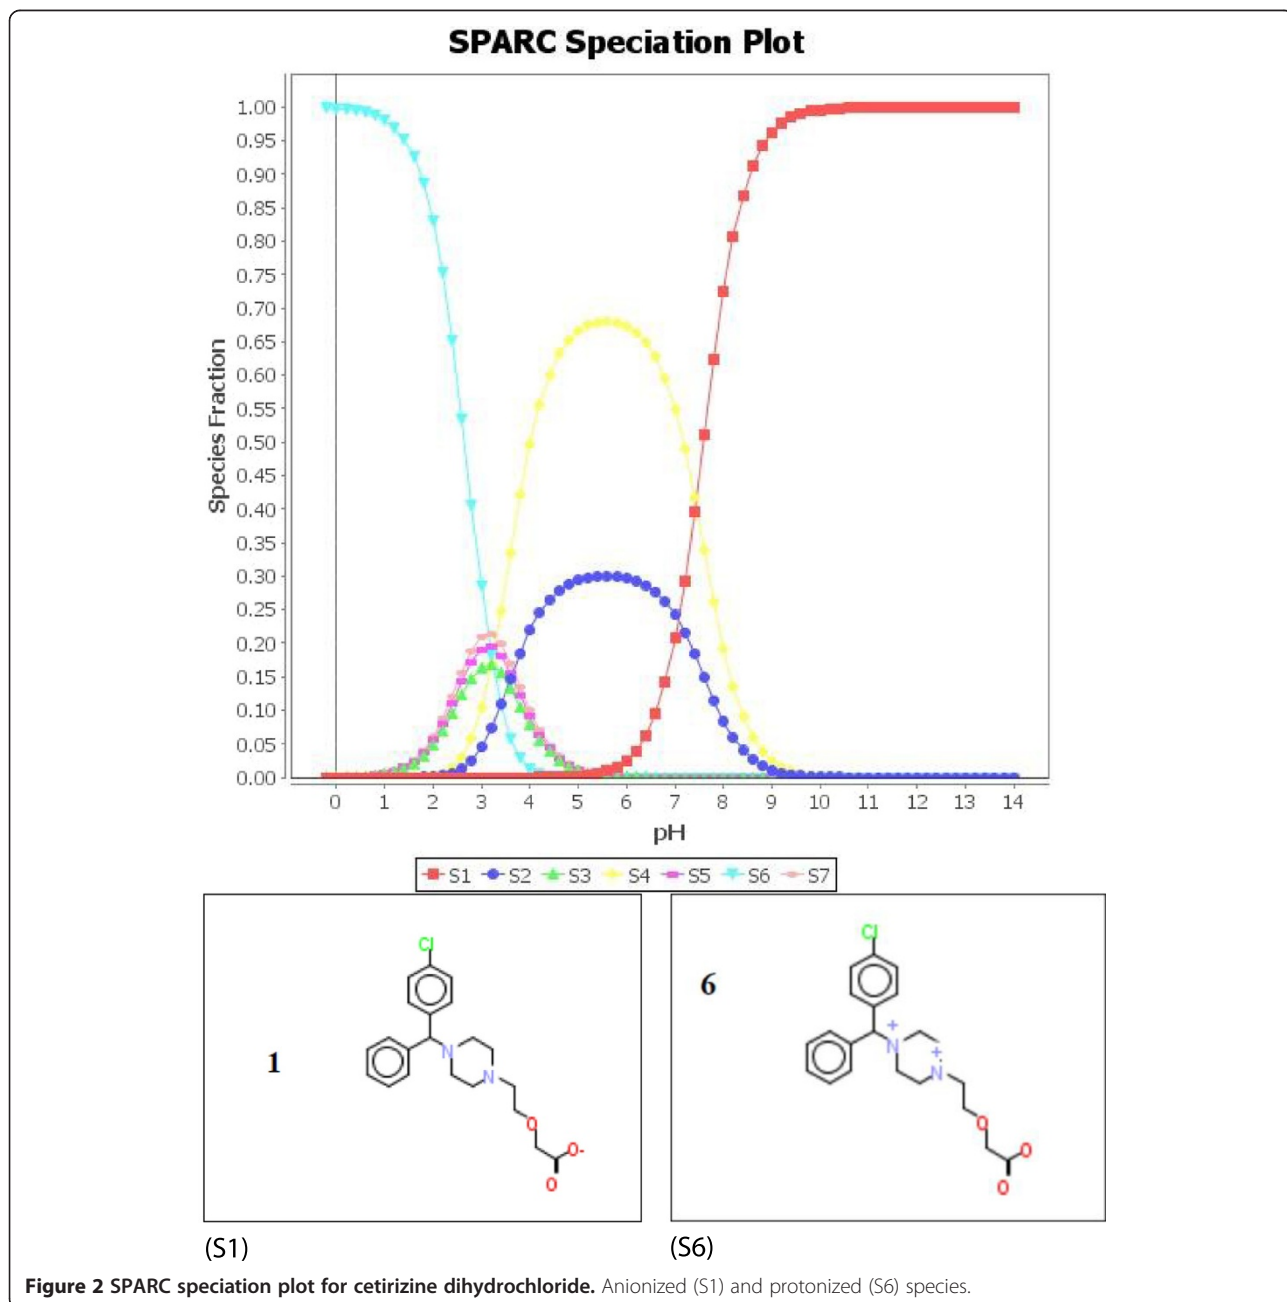 SPARC Speciation Plot
Species Fraction
1.00
0.95
0.90
0.85
0.80
0.75
0.70
0.65
0.60
0.55
0.50
0.45
0.40
0.35
0.30
0.25
0.20
0.15
0.10
0.05
0.00
0 1 2 3 4 5 6 7 8 9 10 11 12 13 14
pH
S1 S2 S3 S4 S5 S6 S7
1
Cl
N
N
O
O-
O
(S1)
6
Cl
+
N
+
N
O
O
O
(S6)
Figure 2 SPARC speciation plot for cetirizine dihydrochloride. Anionized (S1) and protonized (S6) species.